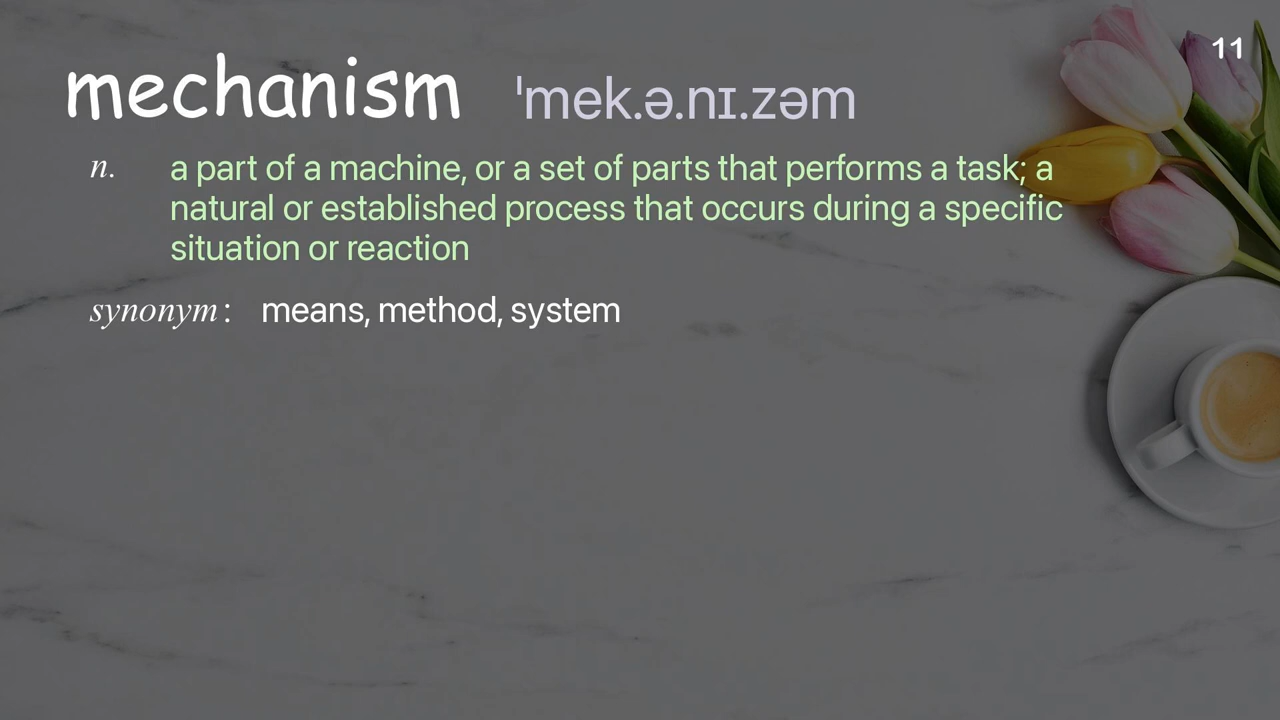 11
mechanism ˈmek.ə.nɪ.zəm
n. a part of a machine, or a set of parts that performs a task; a
natural or established process that occurs during a specific
situation or reaction
synonym: means, method, system